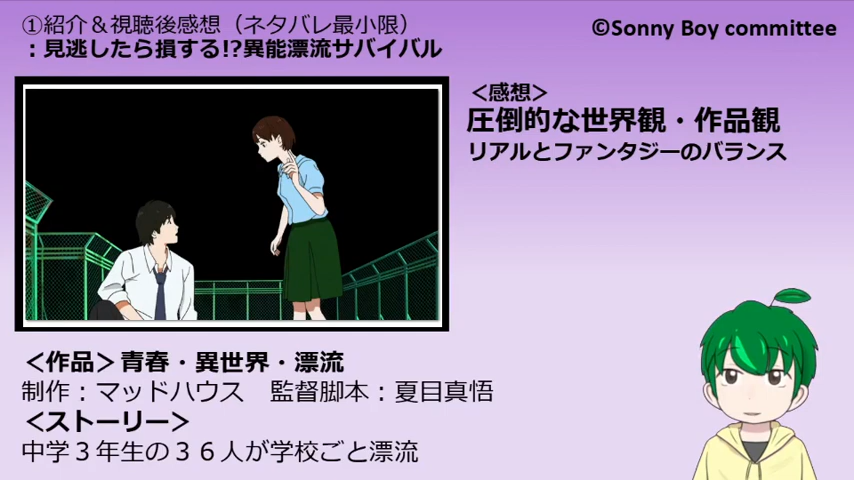 ①紹介＆視聴後感想（ネタバレ最小限）
：見逃したら損する!?異能漂流サバイバル
©Sonny Boy committee
＜感想＞
圧倒的な世界観・作品観
リアルとファンタジーのバランス
＜作品＞青春・異世界・漂流
制作：マッドハウス　監督脚本：夏目真悟
＜ストーリー＞
中学３年生の３６人が学校ごと漂流